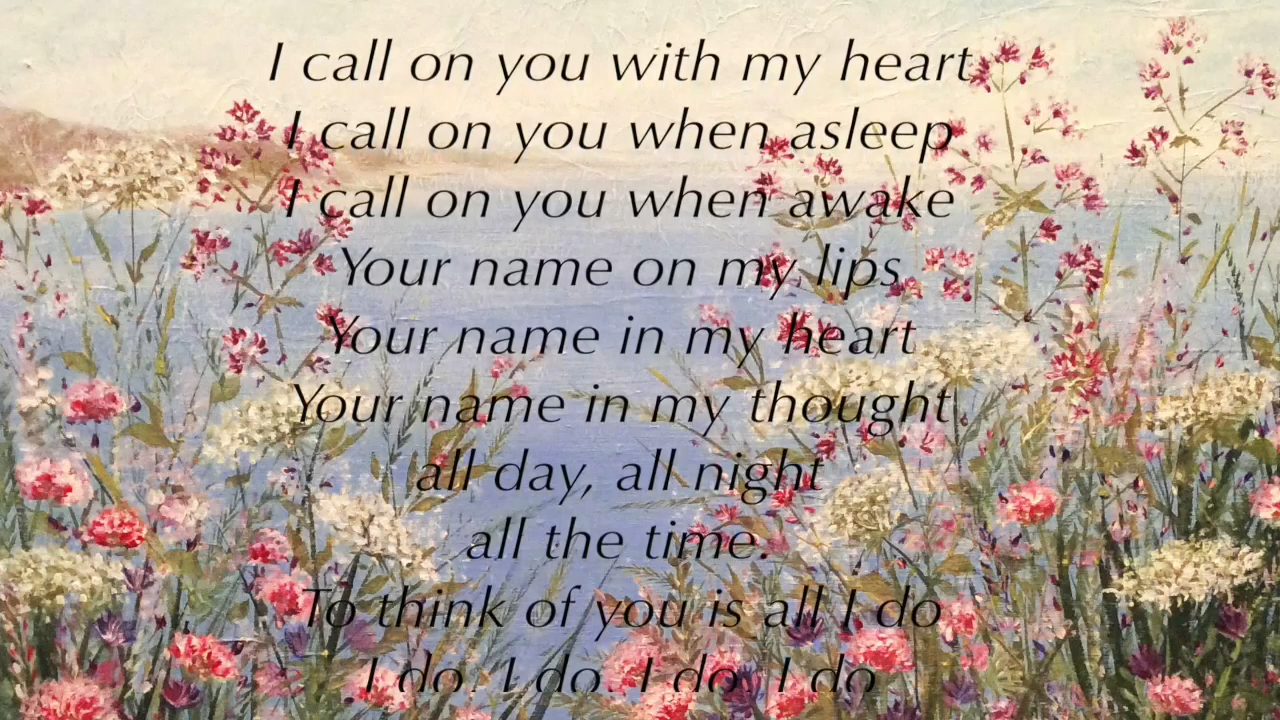 I call on you with my heart
I call on you when asleep
I call on you when awake
Your name on my lips
Your name in my heart
Your name in my thought
all day, all night
all the time.
To think of you is all I do
I do, I do, I do, I do